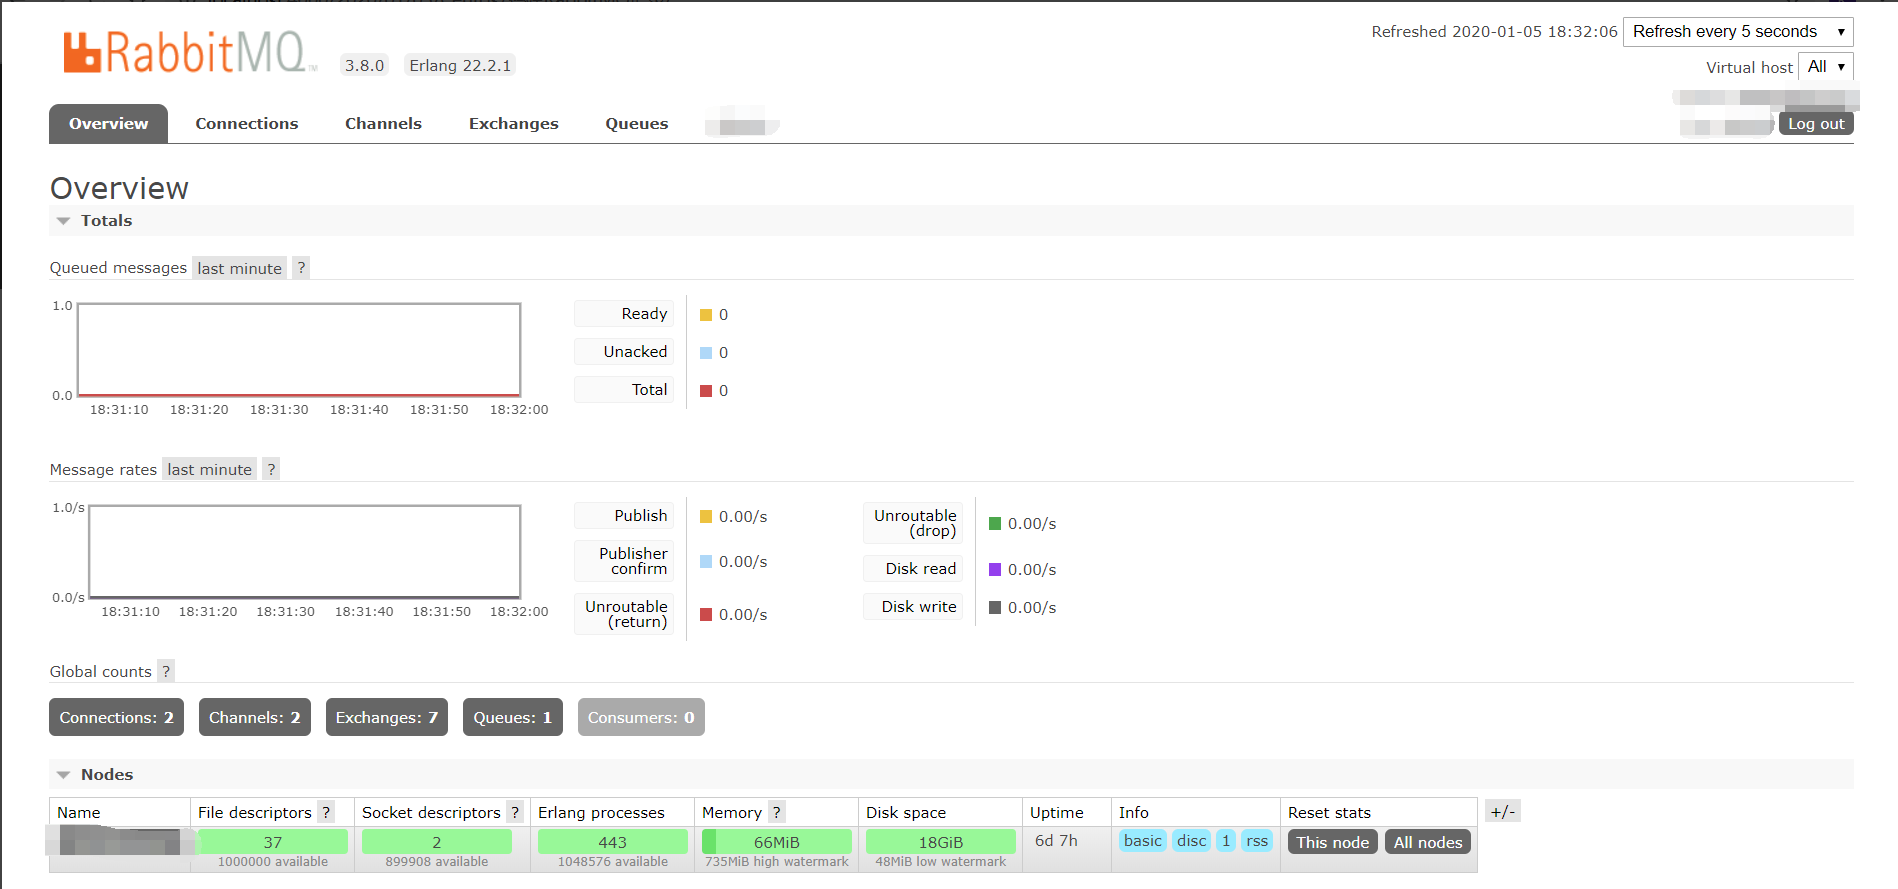 RabbitMQ TM 3.8.0 Erlang 22.2.1
Refreshed 2020-01-05 18:32:06 Refresh every 5 seconds
Virtual host All
Overview Connections Channels Exchanges Queues
Log out
Overview
Totals
Queued messages last minute ?
1.0
0.0
18:31:10 18:31:20 18:31:30 18:31:40 18:31:50 18:32:00
Ready 0
Unacked 0
Total 0
Message rates last minute ?
1.0/s
0.0/s
18:31:10 18:31:20 18:31:30 18:31:40 18:31:50 18:32:00
Publish 0.00/s
Publisher
confirm 0.00/s
Unroutable
(return) 0.00/s
Unroutable
(drop) 0.00/s
Disk read 0.00/s
Disk write 0.00/s
Global counts ?
Connections: 2 Channels: 2 Exchanges: 7 Queues: 1 Consumers: 0
Nodes
Name File descriptors ? Socket descriptors ? Erlang processes Memory ? Disk space Uptime Info Reset stats +/-
37 2 443 66MiB 18GiB 6d 7h basic disc 1 rss This node All nodes
1000000 available 899908 available 1048576 available 735MiB high watermark 48MiB low watermark